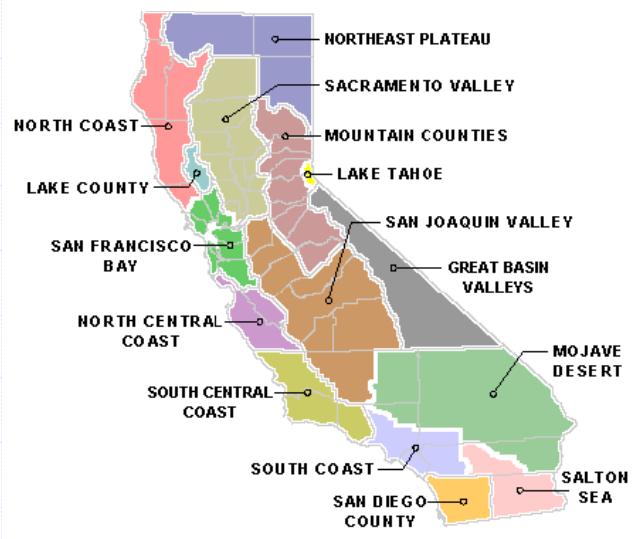 NORTHEAST PLATEAU
SACRAMENTO VALLEY
NORTH COAST
MOUNTAIN COUNTIES
LAKE TAHOE
LAKE COUNTY
SAN JOAQUIN VALLEY
SAN FRANCISCO
BAY
GREAT BASIN
VALLEYS
NORTH CENTRAL
COAST
MOJAVE
DESERT
SOUTH CENTRAL
COAST
SOUTH COAST
SALTON
SEA
SAN DIEGO
COUNTY